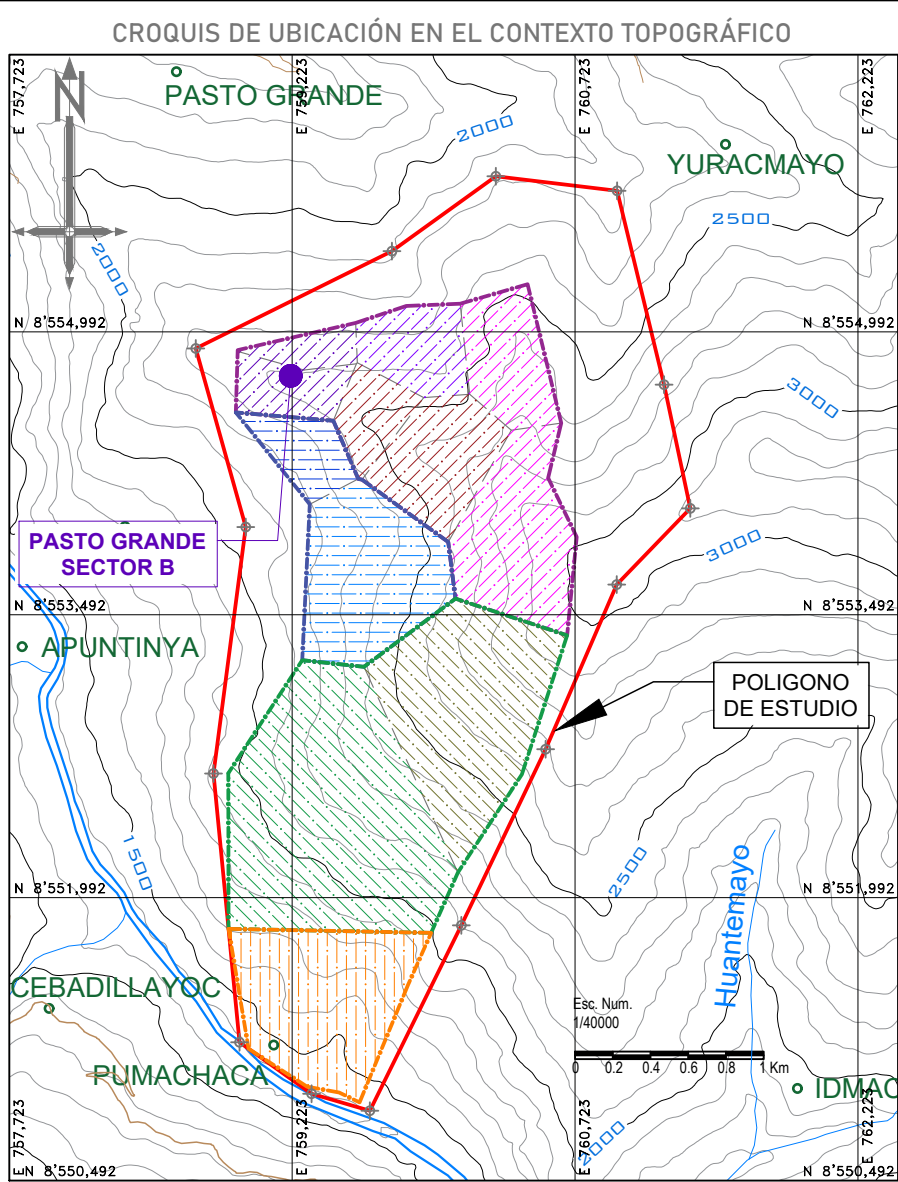 CROQUIS DE UBICACIÓN EN EL CONTEXTO TOPOGRÁFICO
E 757,723
E 759,223
E 760,723
E 762,223
N
PASTO GRANDE
2000
YURACMAYO
2500
2000
N 8'554,992
N 8'554,992
3000
PASTO GRANDE
SECTOR B
3000
N 8'553,492
N 8'553,492
APUNTINYA
POLIGONO
DE ESTUDIO
1500
2500
N 8'551,992
N 8'551,992
Huantemayo
CEBADILLAYOC
Esc. Num.
1/40000
0 0.2 0.4 0.6 0.8 1 Km
PUMACHACA
IDMAC
2000
E 757,723
E 759,223
E 760,723
E 762,223
N 8'550,492
N 8'550,492